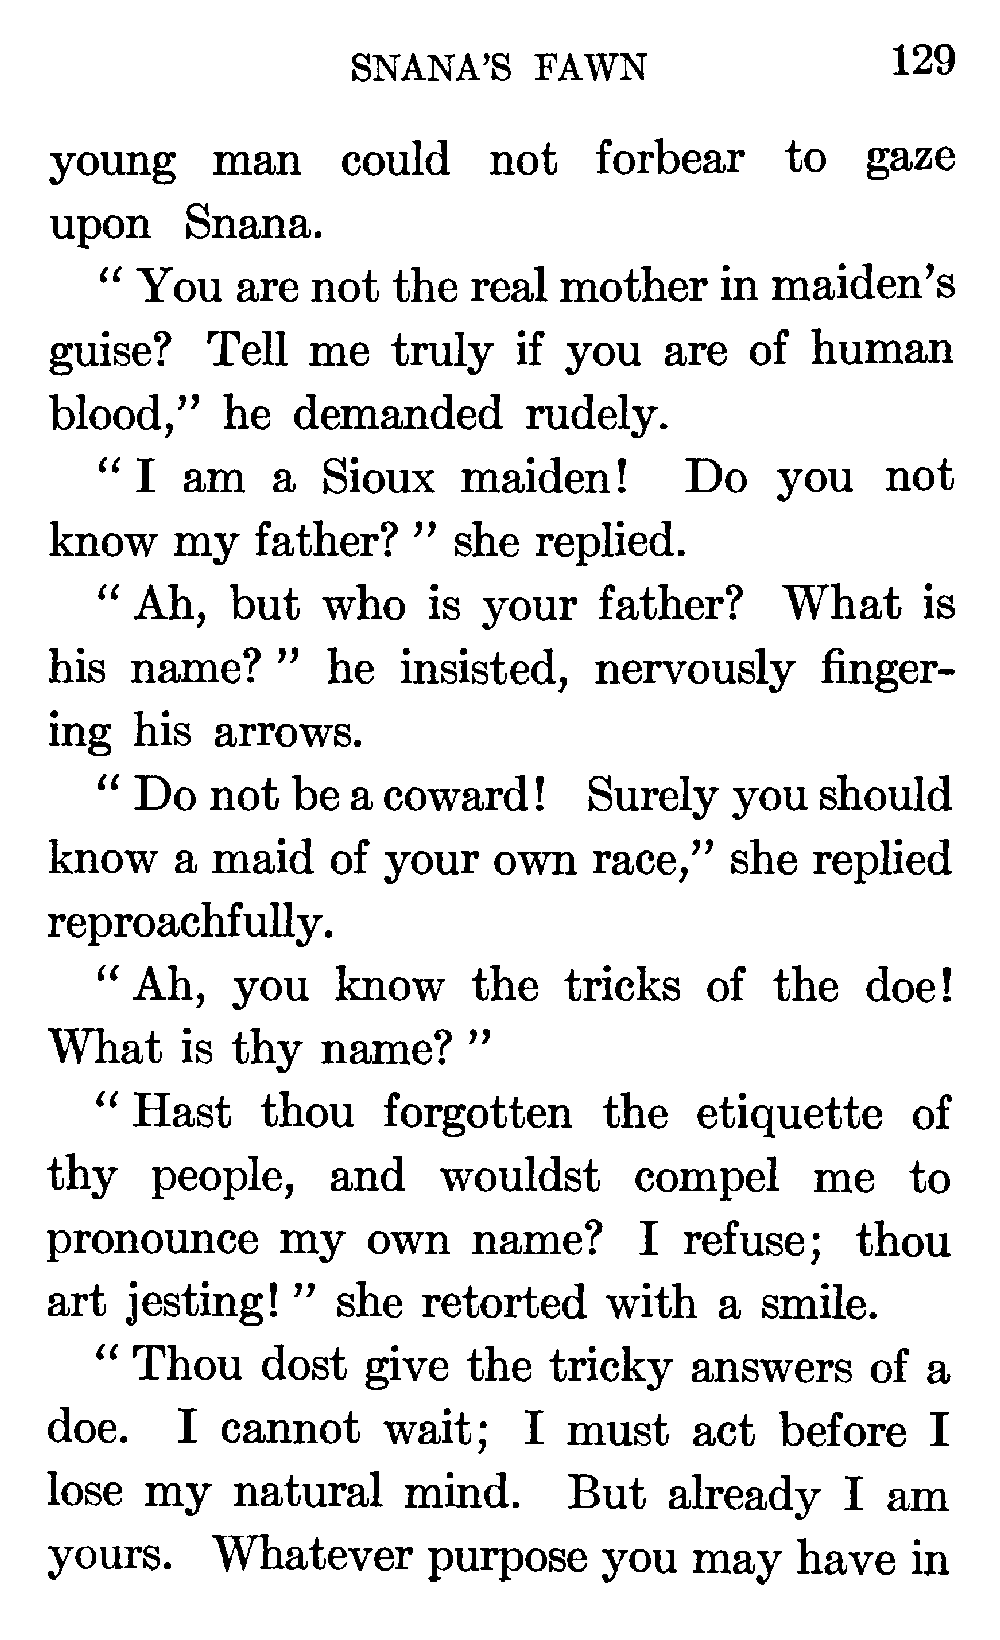 SNANA'S FAWN 129
young man could not forbear to gaze
upon Snana.
" You are not the real mother in maiden's
guise? Tell me truly if you are of human
blood," he demanded rudely.
" I am a Sioux maiden! Do you not
know my father? " she replied.
" Ah, but who is your father? What is
his name? " he insisted, nervously finger-
ing his arrows.
" Do not be a coward! Surely you should
know a maid of your own race," she replied
reproachfully.
" Ah, you know the tricks of the doe!
What is thy name? "
" Hast thou forgotten the etiquette of
thy people, and wouldst compel me to
pronounce my own name? I refuse; thou
art jesting! " she retorted with a smile.
" Thou dost give the tricky answers of a
doe. I cannot wait; I must act before I
lose my natural mind. But already I am
yours. Whatever purpose you may have in